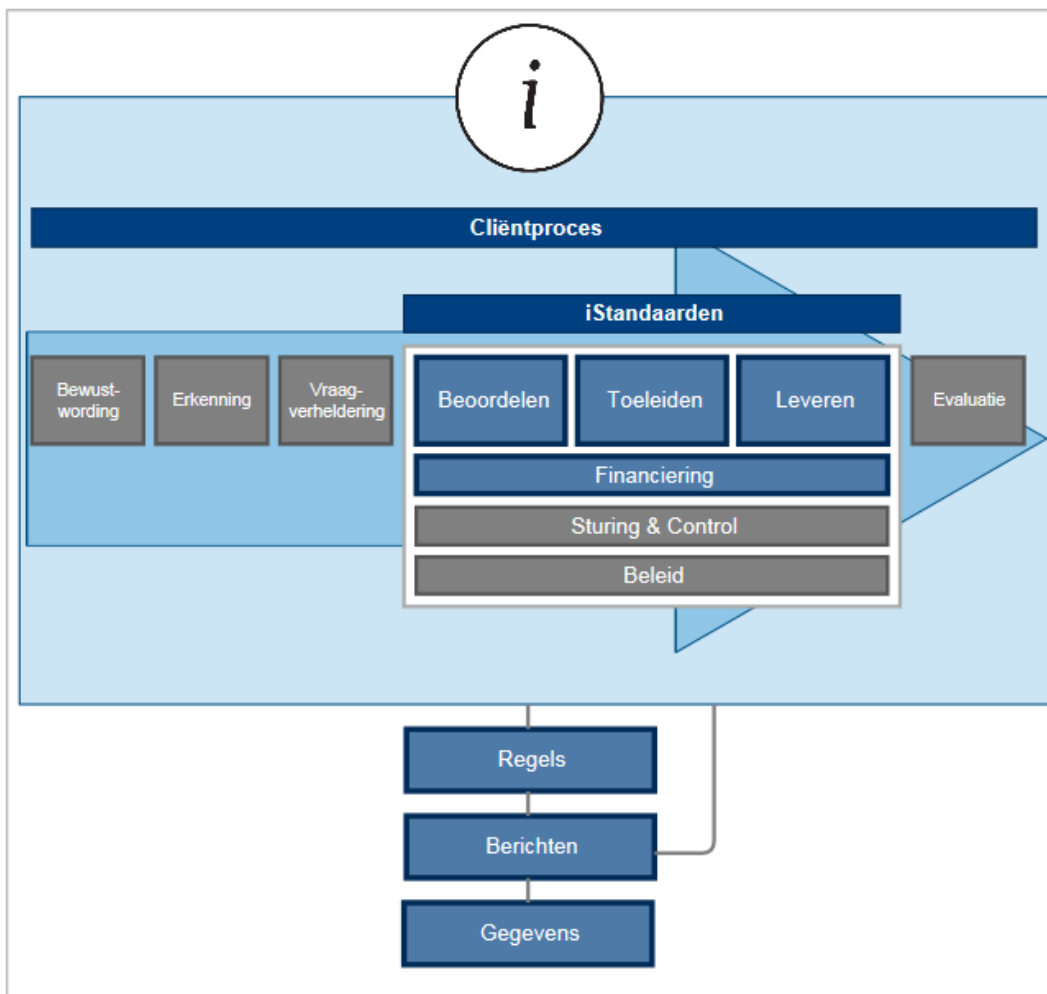 i
Cliëntproces
iStandaarden
Bewust-
wording
Erkenning
Vraag-
verheldering
Beoordelen
Toeleiden
Leveren
Evaluatie
Financiering
Sturing & Control
Beleid
Regels
Berichten
Gegevens